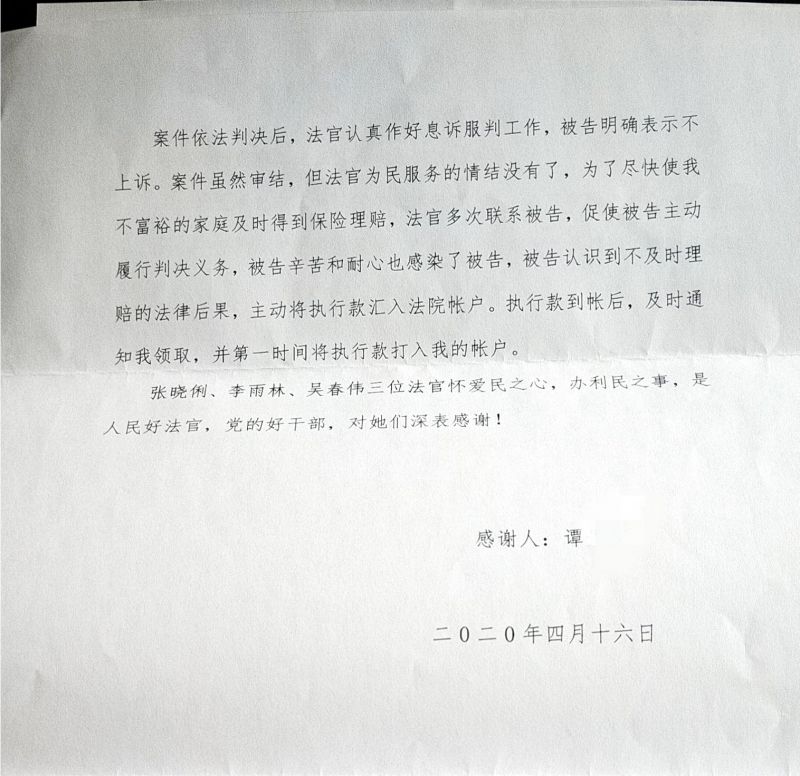 案件依法判决后，法官认真作好息诉服判工作，被告明确表示不
上诉。案件虽然审结，但法官为民服务的情结没有了，为了尽快使我
不富裕的家庭及时得到保险理赔，法官多次联系被告，促使被告主动
履行判决义务，被告辛苦和耐心也感染了被告，被告认识到不及时理
赔的法律后果，主动将执行款汇入法院帐户。执行款到帐后，及时通
知我领取，并第一时间将执行款打入我的帐户。
张晓俐、李雨林、吴春伟三位法官怀爱民之心，办利民之事，是
人民好法官，党的好干部，对她们深表感谢！
感谢人：谭
二0二0年四月十六日